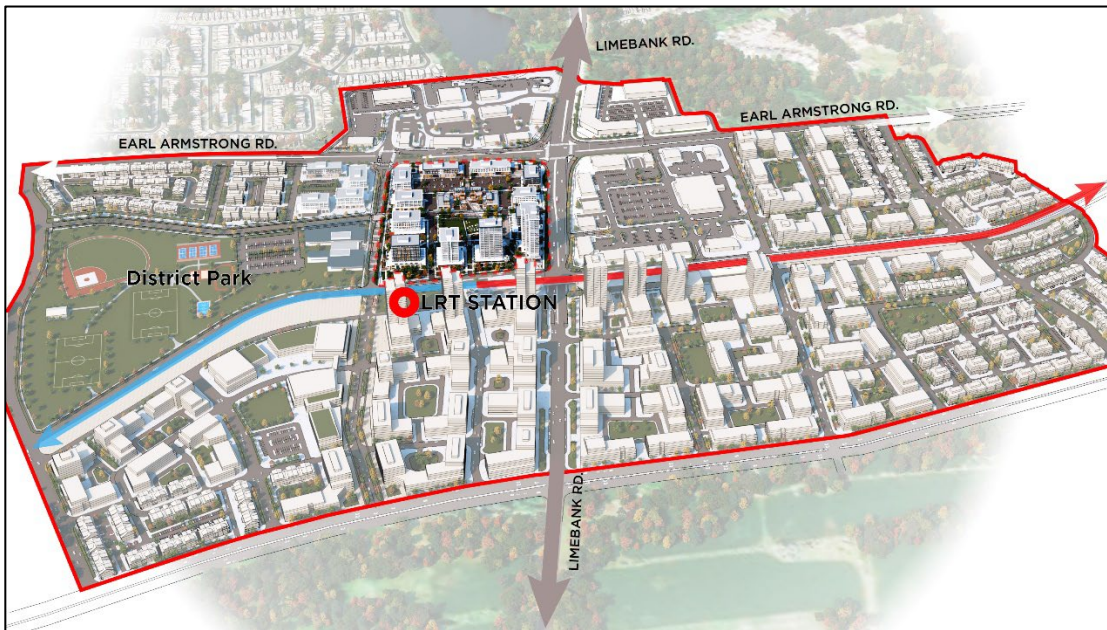 LIMEBANK RD.
EARL ARMSTRONG RD.
EARL ARMSTRONG RD.
District Park
LRT STATION
LIMEBANK RD.